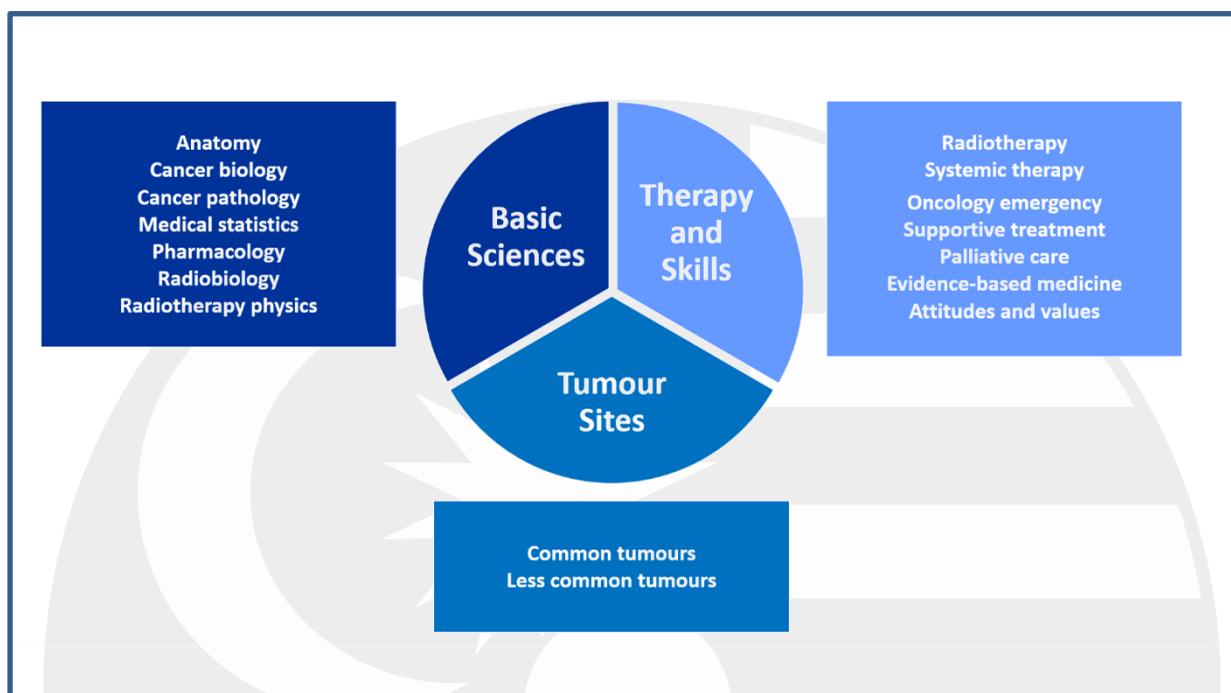 Anatomy
Cancer biology
Cancer pathology
Medical statistics
Pharmacology
Radiobiology
Radiotherapy physics
Basic
Sciences
Therapy
and
Skills
Radiotherapy
Systemic therapy
Oncology emergency
Supportive treatment
Palliative care
Evidence-based medicine
Attitudes and values
Tumour
Sites
Common tumours
Less common tumours